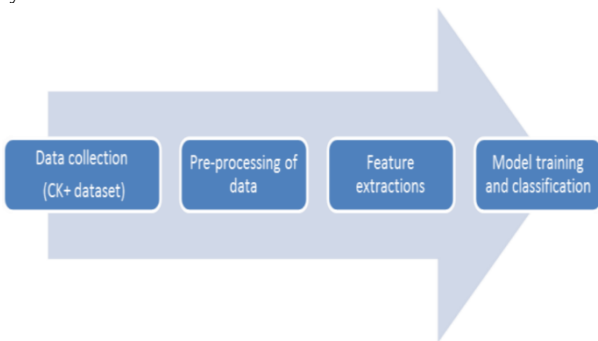 Data collection
(CK+ dataset)
Pre-processing of
data
Feature
extractions
Model training
and classification